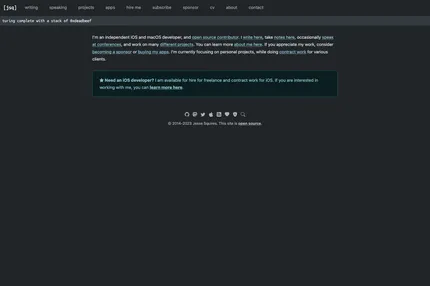 [jsq] writing speaking projects apps hire me subscribe sponsor cv about contact
turing complete with a stack of 0xdeadbeef
I'm an independent iOS and macOS developer, and open source contributor. I write here, take notes here, occasionally speak
at conferences, and work on many different projects. You can learn more about me here. If you appreciate my work, consider
becoming a sponsor or buying my apps. I'm currently focusing on personal projects, while doing contract work for various
clients.
★ Need an iOS developer? I am available for hire for freelance and contract work for iOS. If you are interested in
working with me, you can learn more here.
© 2014-2023. Jesse Squires. This site is open source.